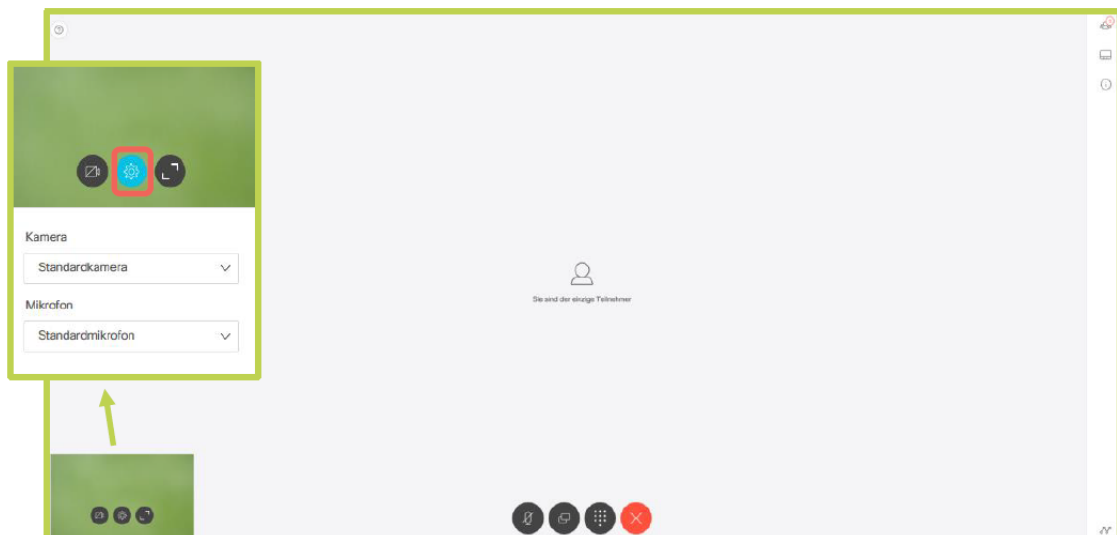 Kamera
Standardkamera
Mikrofon
Standardmikrofon
Sie sind der einzige Teilnehmer